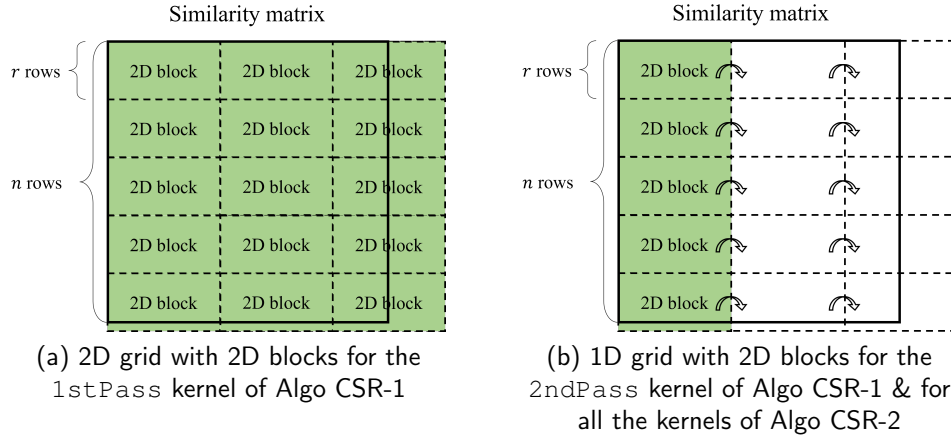 Similarity matrix
r rows
2D block 2D block 2D block
2D block 2D block 2D block
n rows
2D block 2D block 2D block
2D block 2D block 2D block
2D block 2D block 2D block
(a) 2D grid with 2D blocks for the
1stPass kernel of Algo CSR-1
Similarity matrix
r rows
2D block
2D block
n rows
2D block
2D block
2D block
(b) 1D grid with 2D blocks for the
2ndPass kernel of Algo CSR-1 & for
all the kernels of Algo CSR-2